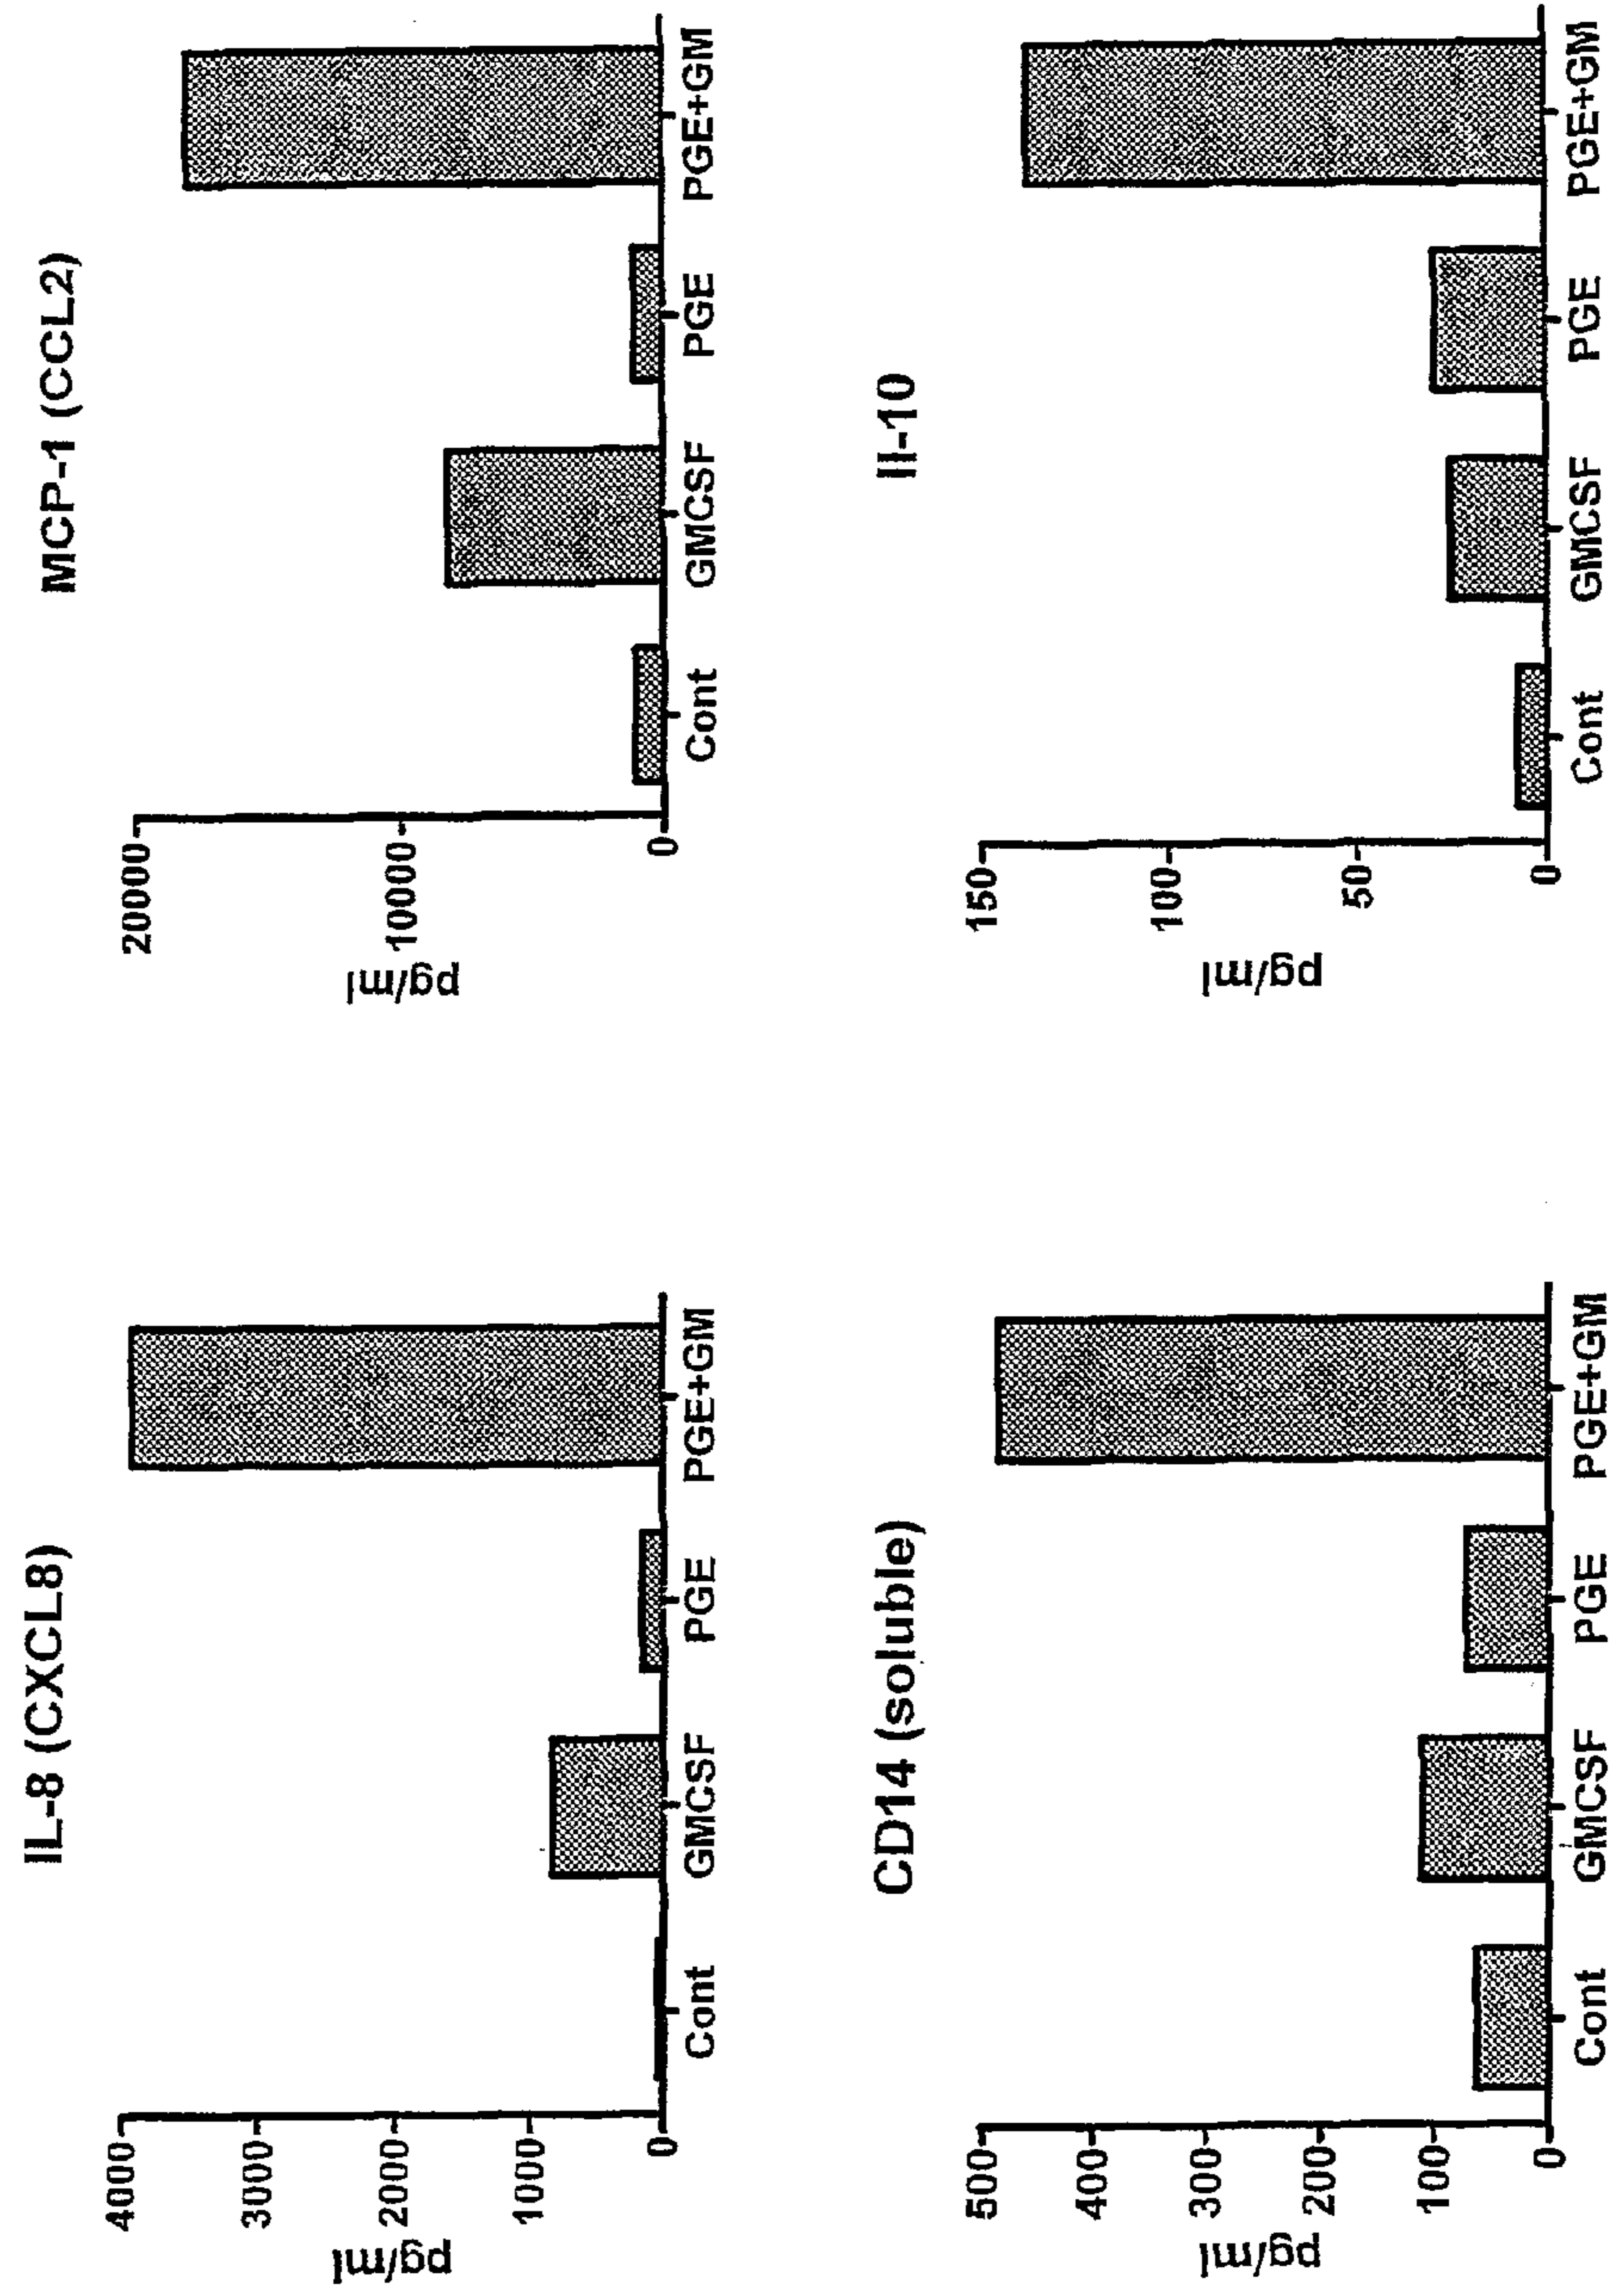 IL-8 (CXCL8)
pg/ml
4000
3000
2000
1000
0
Cont GMCSF PGE PGE+GM
MCP-1 (CCL2)
pg/ml
20000
10000
0
Cont GMCSF PGE PGE+GM
CD14 (soluble)
pg/ml
500
400
300
200
100
0
Cont GMCSF PGE PGE+GM
Il-10
pg/ml
150
100
50
0
Cont GMCSF PGE PGE+GM